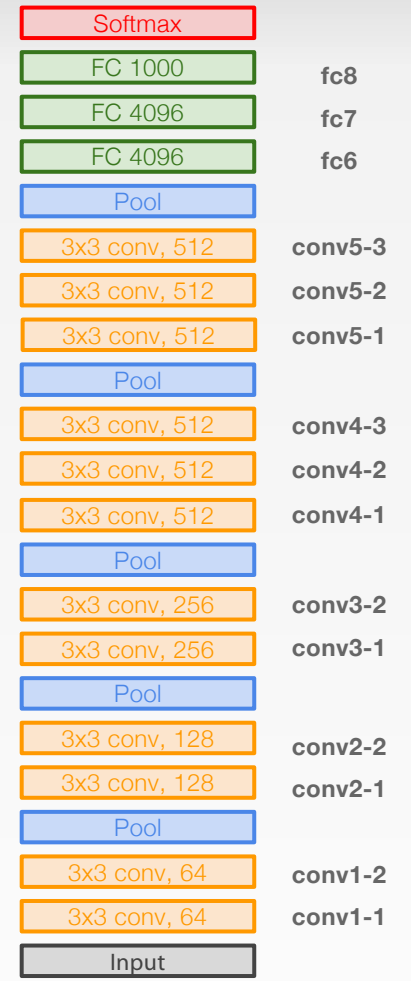 Softmax
FC 1000 fc8
FC 4096 fc7
FC 4096 fc6
Pool
3x3 conv, 512 conv5-3
3x3 conv, 512 conv5-2
3x3 conv, 512 conv5-1
Pool
3x3 conv, 512 conv4-3
3x3 conv, 512 conv4-2
3x3 conv, 512 conv4-1
Pool
3x3 conv, 256 conv3-2
3x3 conv, 256 conv3-1
Pool
3x3 conv, 128 conv2-2
3x3 conv, 128 conv2-1
Pool
3x3 conv, 64 conv1-2
3x3 conv, 64 conv1-1
Input